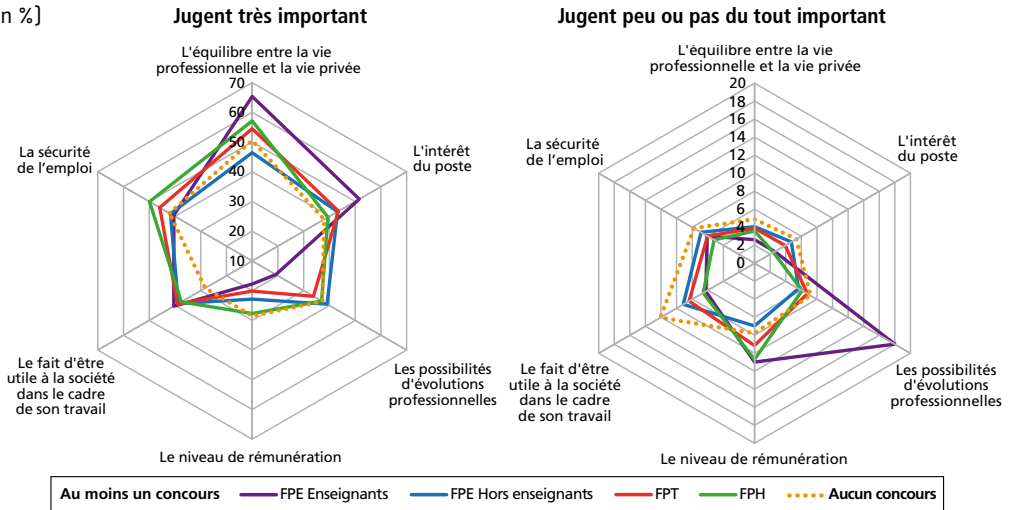 n %)
Jugent très important
L'équilibre entre la vie
professionnelle et la vie privée
70
60
50
40
30
20
10
La sécurité
de l'emploi
L'intérêt
du poste
Le fait d'être
utile à la société
dans le cadre
de son travail
Les possibilités
d'évolutions
professionnelles
Le niveau de rémunération
Jugent peu ou pas du tout important
L'équilibre entre la vie
professionnelle et la vie privée
20
18
16
14
12
10
8
6
4
2
0
La sécurité
de l'emploi
L'intérêt
du poste
Le fait d'être
utile à la société
dans le cadre
de son travail
Les possibilités
d'évolutions
professionnelles
Le niveau de rémunération
Au moins un concours FPE Enseignants FPE Hors enseignants FPT FPH Aucun concours